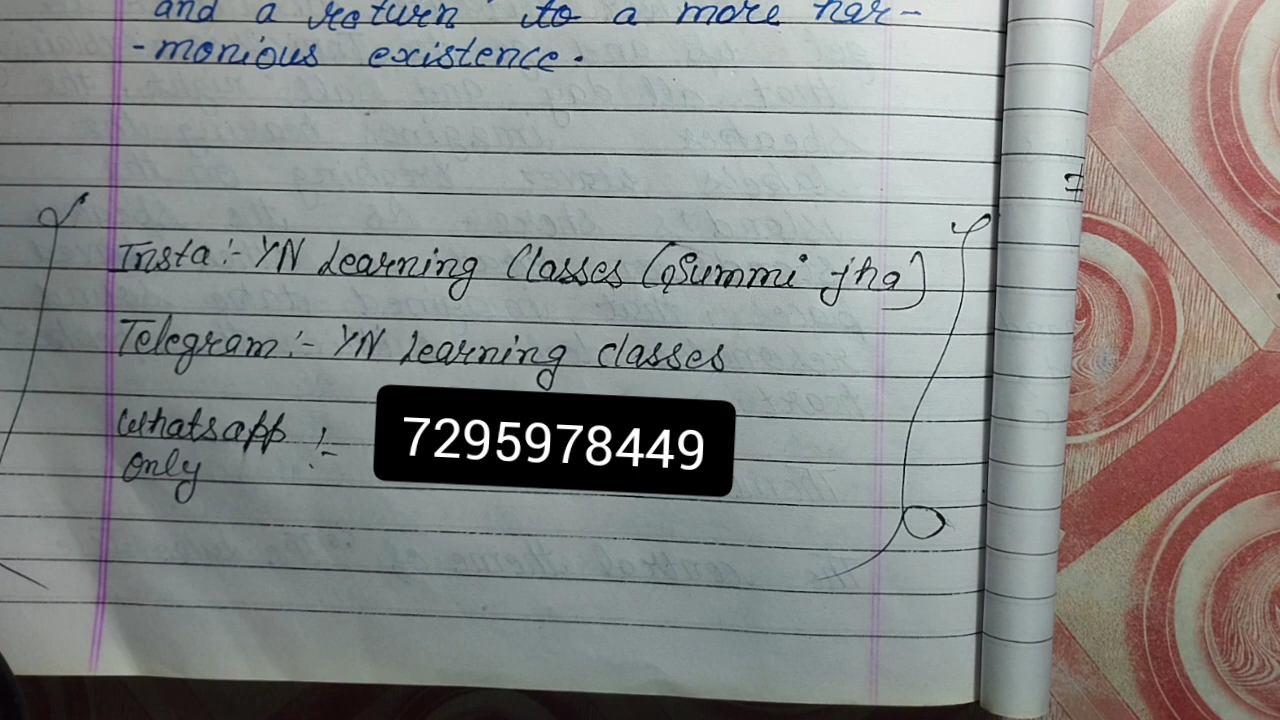 and a return to a more har-
-monious existence.
Insta:- YN Learning Classes (Summi jha)
Telegram:- YN Learning classes
Whatsapp :- 7295978449
only